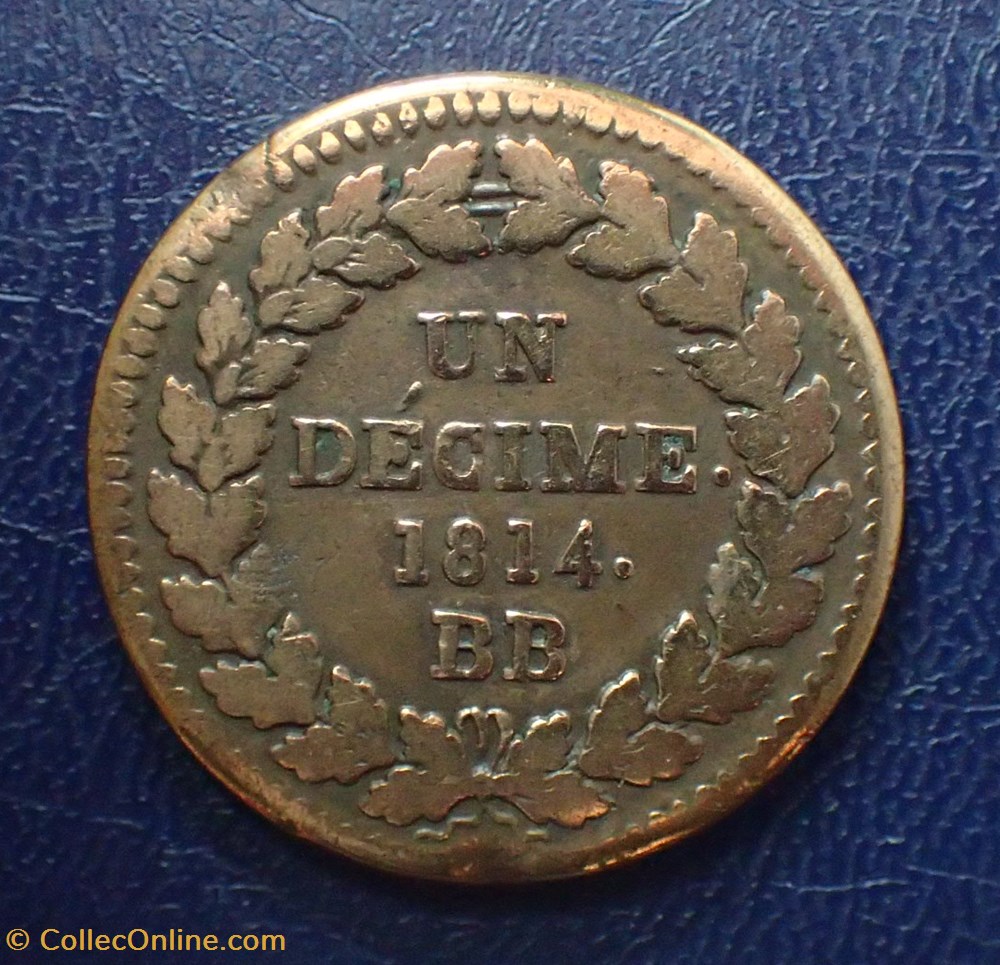 UN
DÉCIME.
1814.
BB
© CollecOnline.com